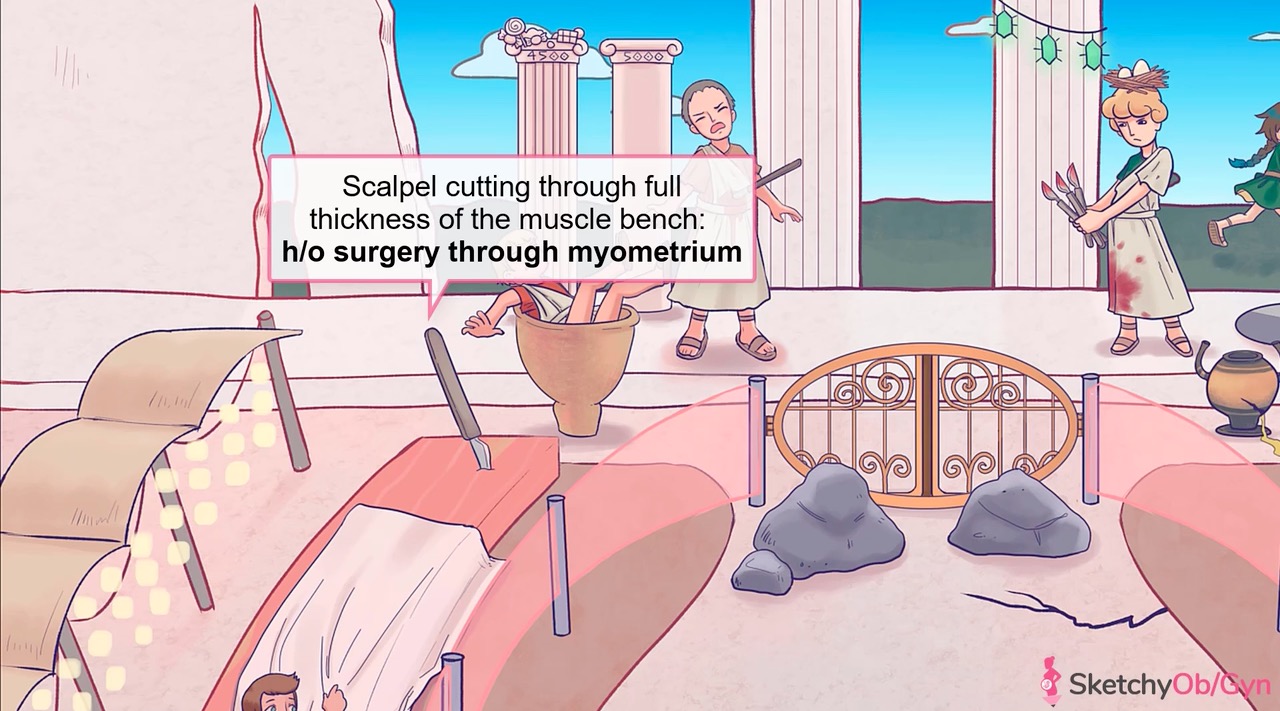 4500
5000
Scalpel cutting through full
thickness of the muscle bench:
h/o surgery through myometrium
SketchyOb/Gyn